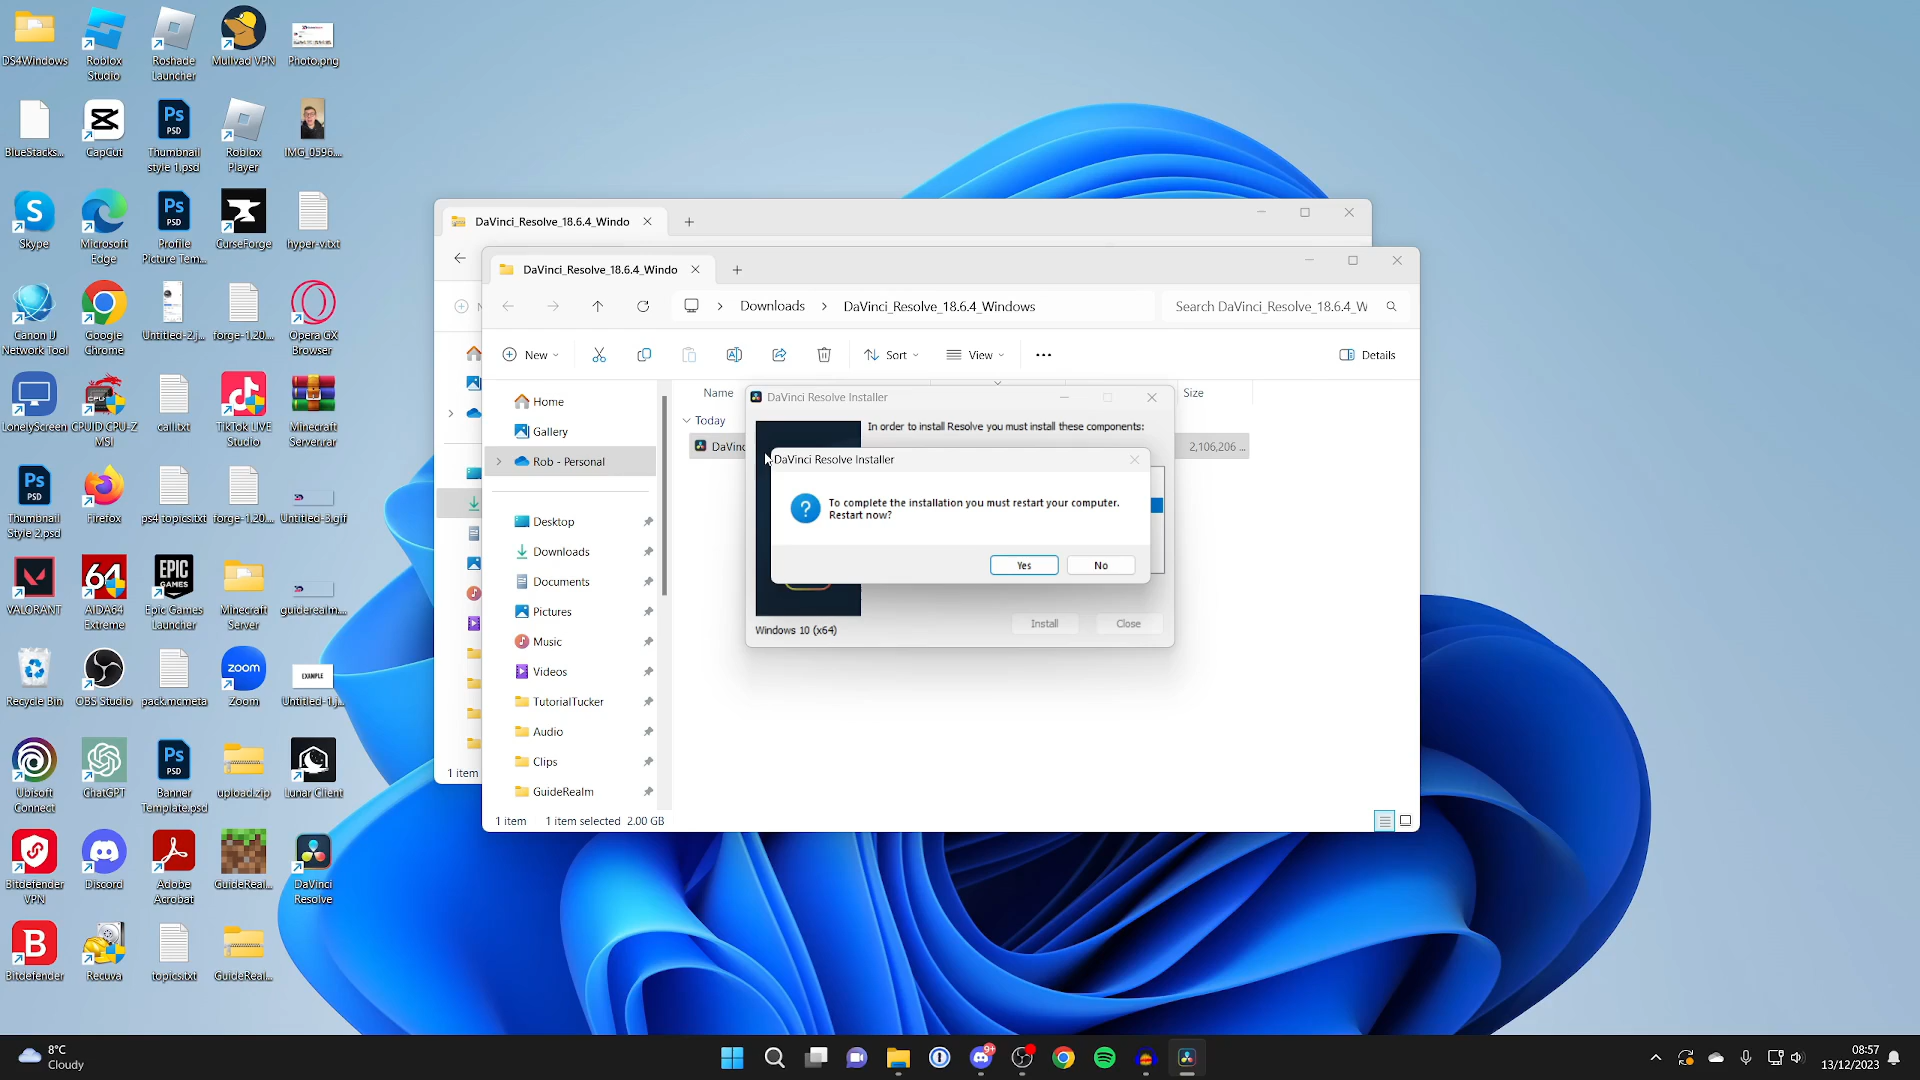 DS4Windows
Roblox
Studio
Roshade
Launcher
Mullvad VPN
Photo.png
BlueStacks...
CapCut
Thumbnail
style 1.psd
Roblox
Player
IMG_0596....
Skype
Microsoft
Edge
Profile
Picture Tem...
CurseForge
hyper-v.txt
Canon IJ
Network Tool
Google
Chrome
Untitled-2.j...
forge-1.20...
Opera GX
Browser
LonelyScreen
CPUID CPU-Z
MSI
call.txt
TikTok LIVE
Studio
Minecraft
Server.rar
Thumbnail
Style 2.psd
Firefox
ps4 topics.txt
forge-1.20...
Untitled-3.gif
VALORANT
AIDA64
Extreme
Epic Games
Launcher
Minecraft
Server
guiderealm....
Recycle Bin
OBS Studio
pack.mcmeta
Zoom
Untitled-1.j...
Ubisoft
Connect
ChatGPT
Banner
Template.psd
upload.zip
Lunar Client
Bitdefender
VPN
Discord
Adobe
Acrobat
GuideReal...
DaVinci
Resolve
Bitdefender
Recuva
topics.txt
GuideReal...
DaVinci_Resolve_18.6.4_Windo
1 item
DaVinci_Resolve_18.6.4_Windo
Downloads
DaVinci_Resolve_18.6.4_Windows
Search DaVinci_Resolve_18.6.4_W
New
Sort
View
Details
Home
Gallery
Rob - Personal
Desktop
Downloads
Documents
Pictures
Music
Videos
TutorialTucker
Audio
Clips
GuideRealm
Name
Size
Today
DaVinc
2,106,206 ...
1 item 1 item selected 2.00 GB
DaVinci Resolve Installer
In order to install Resolve you must install these components:
DaVinci Resolve Installer
To complete the installation you must restart your computer.
Restart now?
Yes
No
Windows 10 (x64)
Install
Close
8°C
Cloudy
9+
08:57
13/12/2023